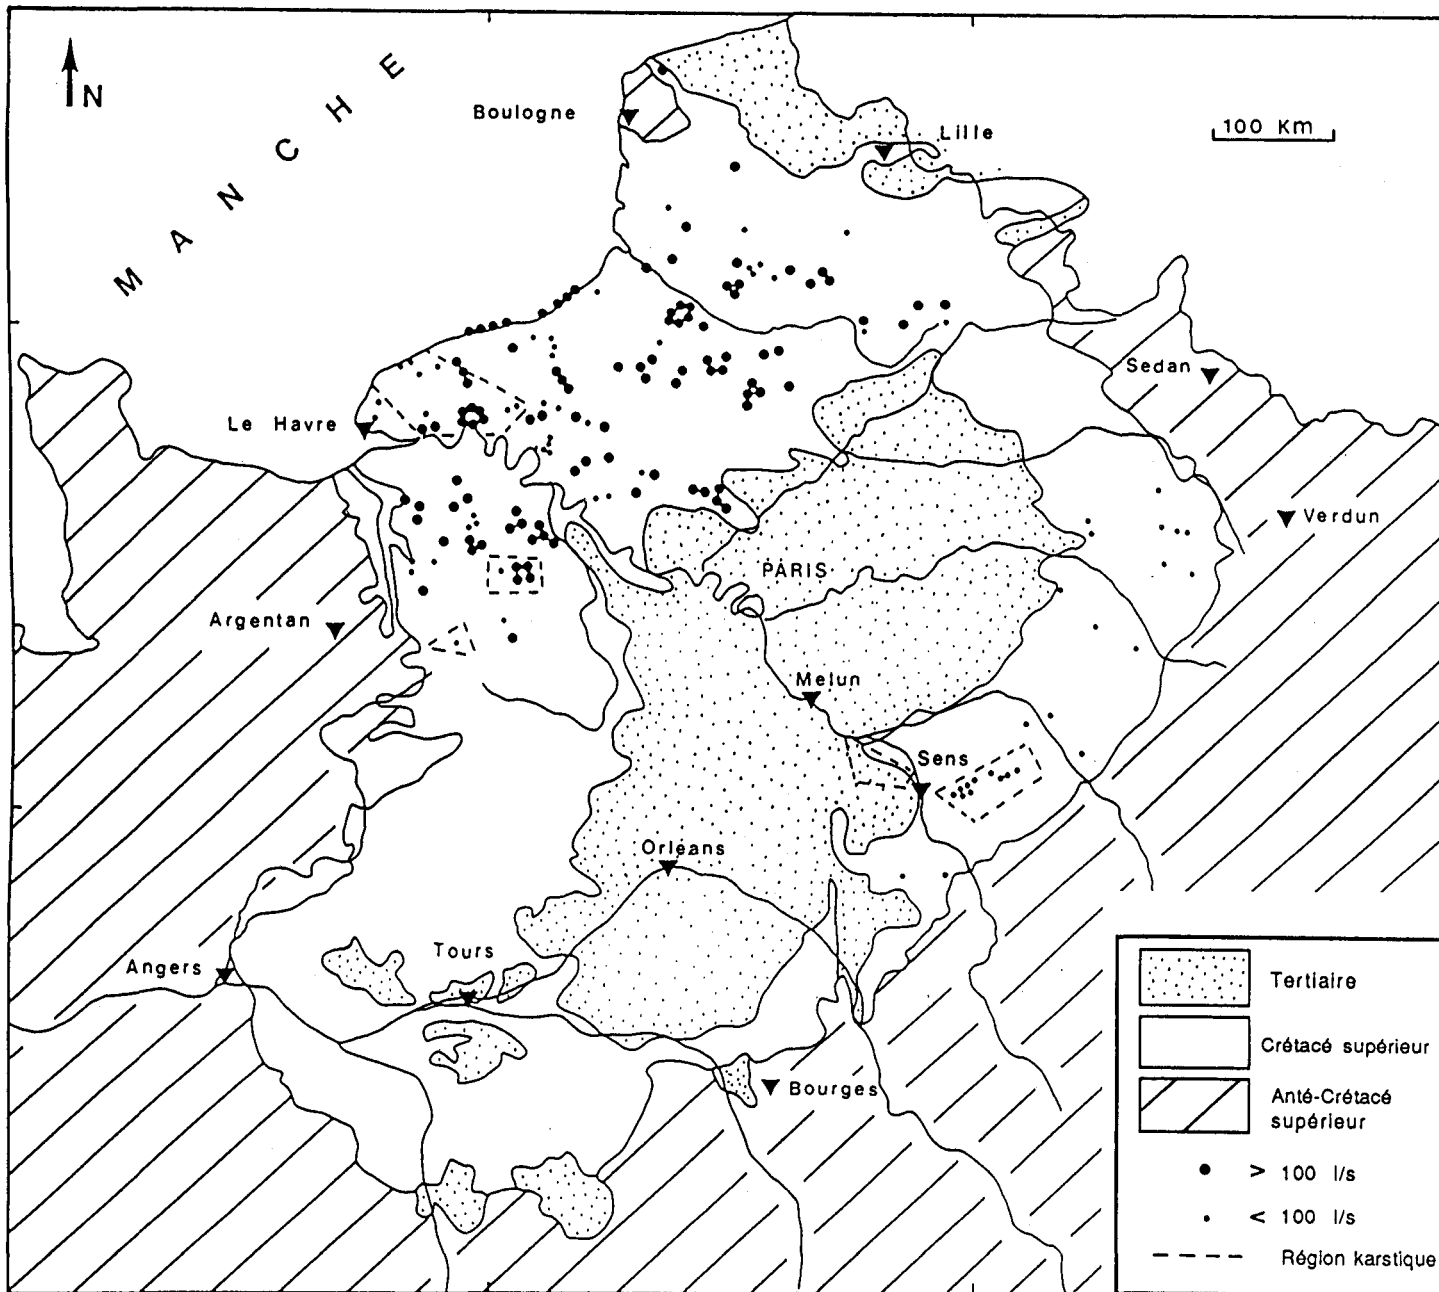 N
MANCHE
Boulogne
Lille
100 Km
Sedan
Le Havre
Verdun
PARIS
Argentan
Melun
Sens
Orléans
Tours
Angers
Bourges
Tertiaire
Crétacé supérieur
Anté-Crétacé
supérieur
> 100 l/s
< 100 l/s
Région karstique